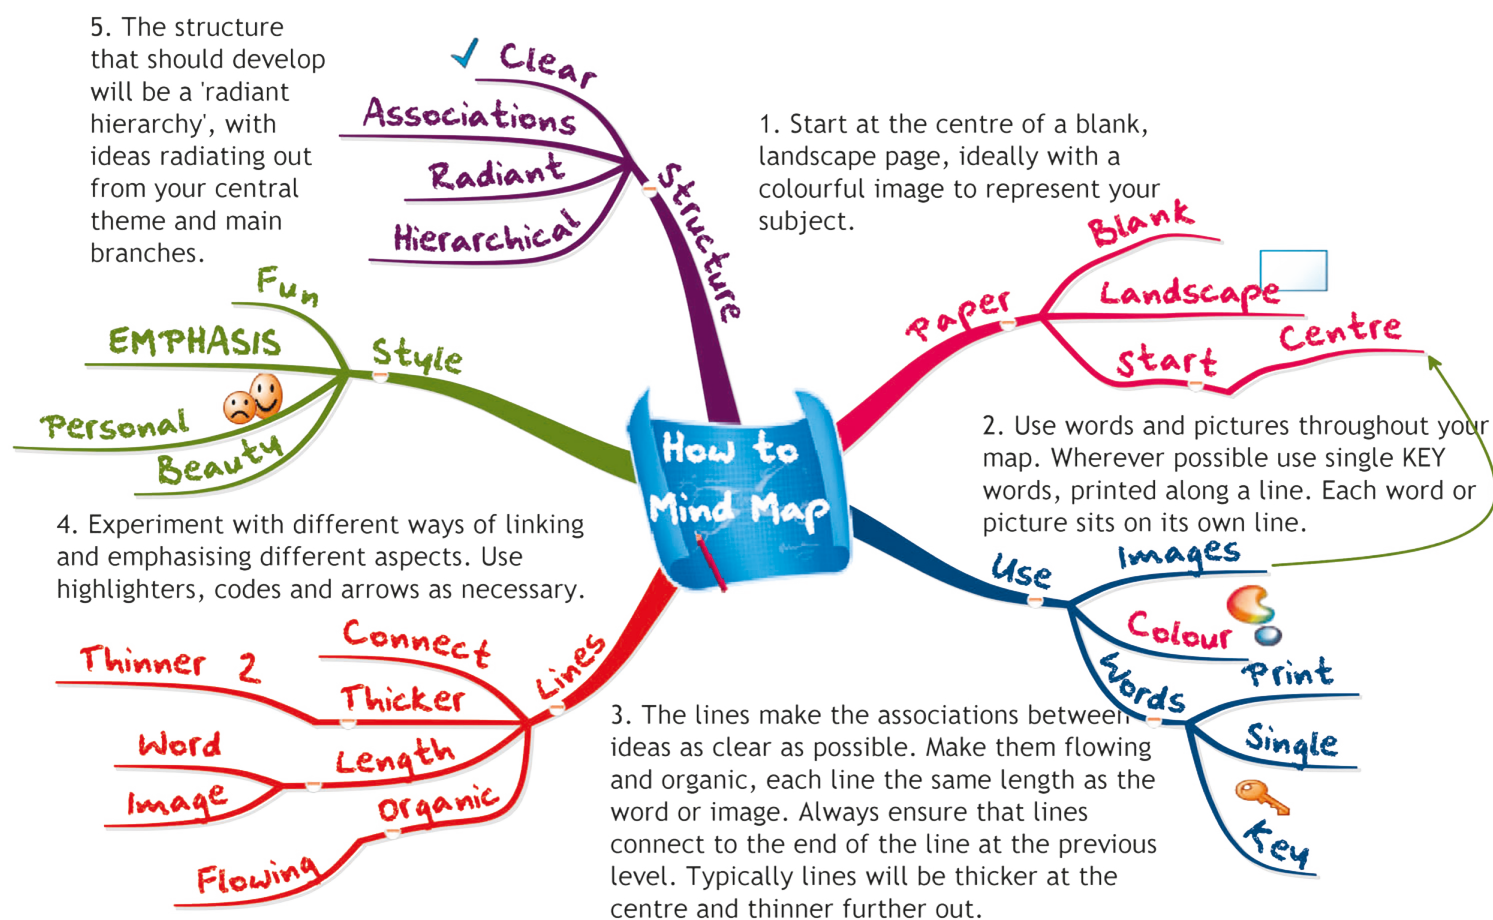 5. The structure
that should develop
will be a 'radiant
hierarchy', with
ideas radiating out
from your central
theme and main
branches.
Clear
Associations
Radiant
Hierarchical
Structure
1. Start at the centre of a blank,
landscape page, ideally with a
colourful image to represent your
subject.
Blank
Landscape
Paper
Start
Centre
Fun
EMPHASIS
Style
Personal
Beauty
How to
Mind Map
2. Use words and pictures throughout your
map. Wherever possible use single KEY
words, printed along a line. Each word or
picture sits on its own line.
4. Experiment with different ways of linking
and emphasising different aspects. Use
highlighters, codes and arrows as necessary.
Use
Images
Colour
Words
Print
Single
Key
Lines
Connect
Thinner 2
Thicker
Word
Length
Image
Organic
Flowing
3. The lines make the associations between
ideas as clear as possible. Make them flowing
and organic, each line the same length as the
word or image. Always ensure that lines
connect to the end of the line at the previous
level. Typically lines will be thicker at the
centre and thinner further out.